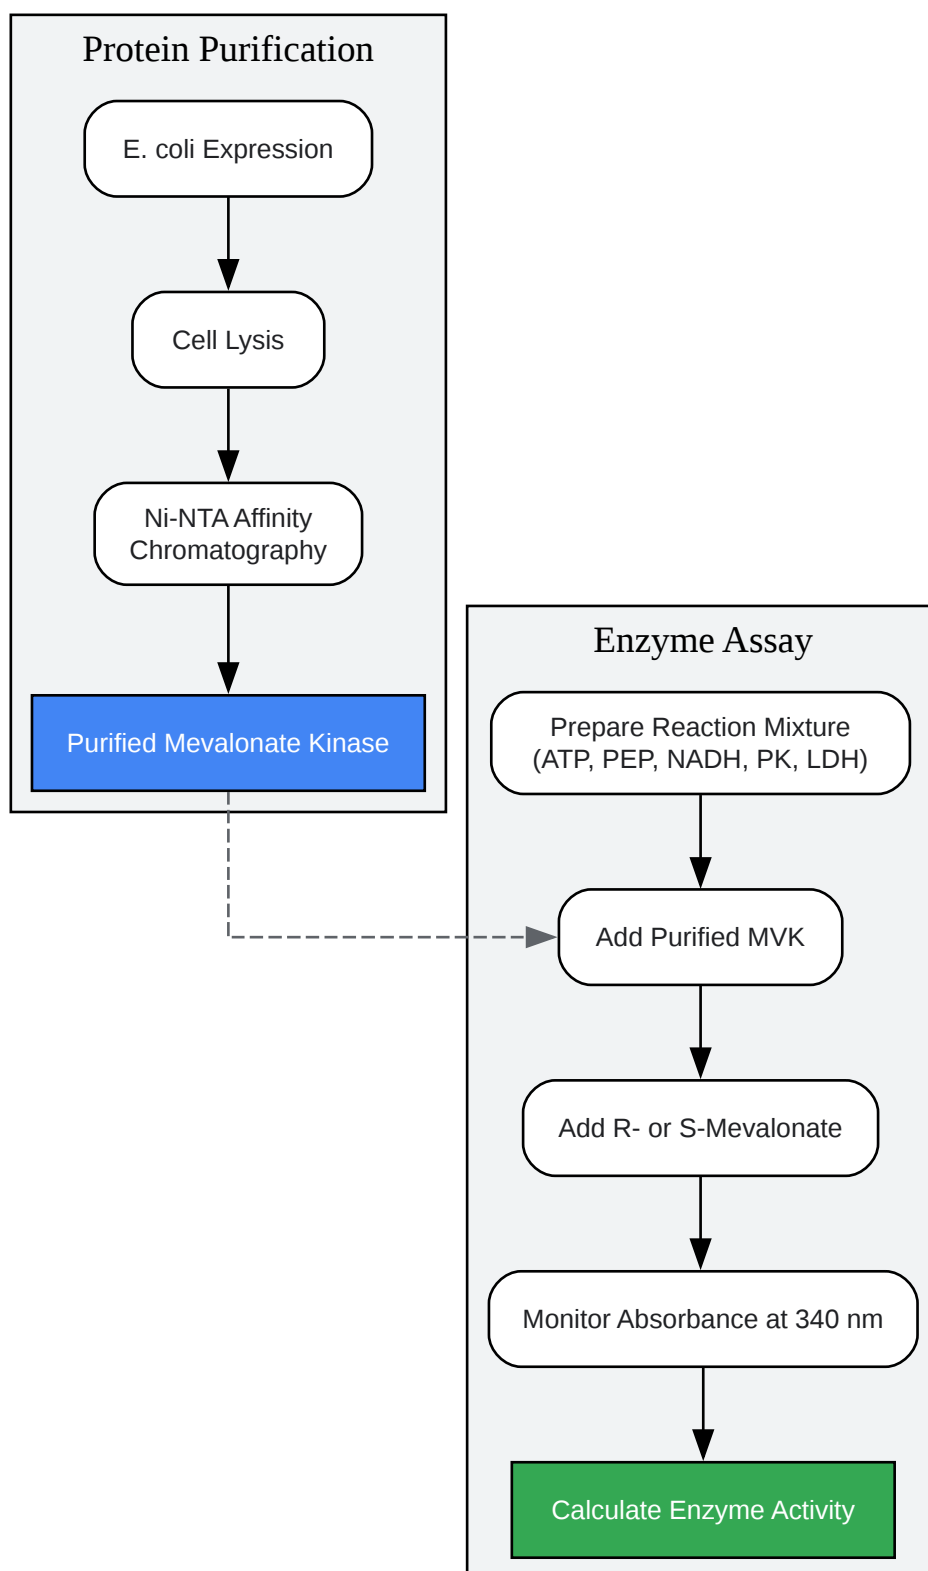 Protein Purification
E. coli Expression
Cell Lysis
Ni-NTA Affinity
Chromatography
Purified Mevalonate Kinase
Enzyme Assay
Prepare Reaction Mixture
(ATP, PEP, NADH, PK, LDH)
Add Purified MVK
Add R- or S-Mevalonate
Monitor Absorbance at 340 nm
Calculate Enzyme Activity